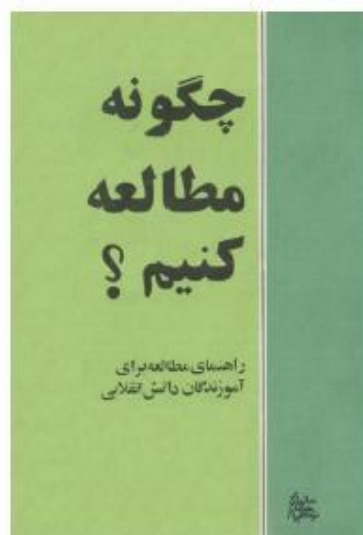 چگونه
مطالعه
کنیم ؟
راهنمای مطالعه برای
آموزندگان دانش انقلابی